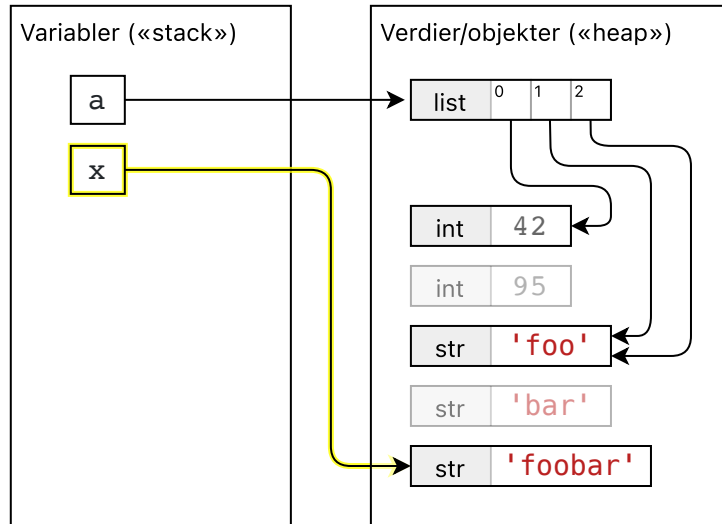 Variabler («stack») Verdier/objekter («heap»)
a list 0 1 2
x
int 42
int 95
str 'foo'
str 'bar'
str 'foobar'